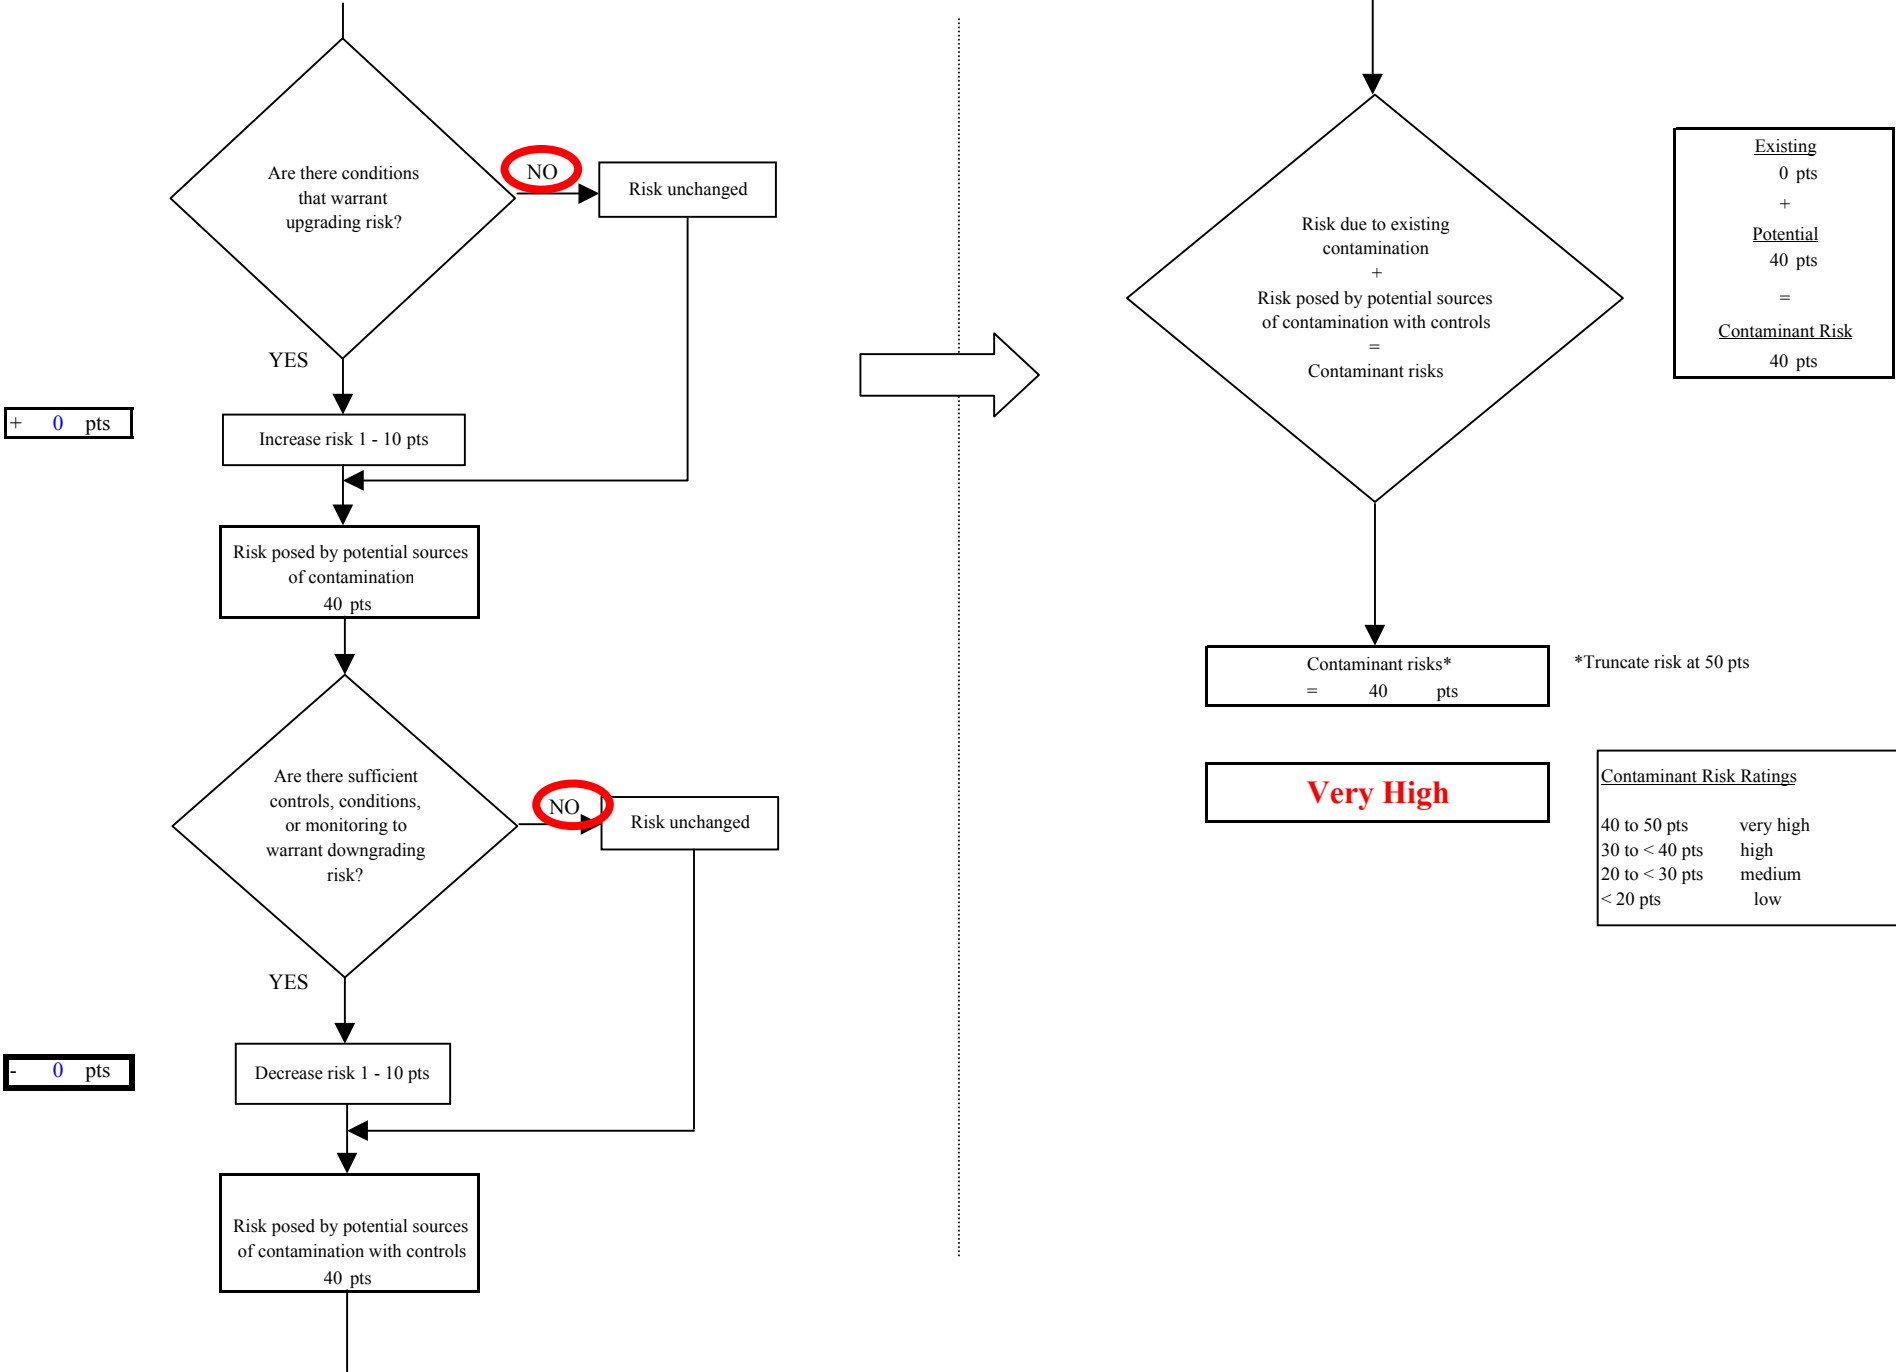 Are there conditions
that warrant
upgrading risk?
NO
Risk unchanged
YES
+ 0 pts
Increase risk 1 - 10 pts
Risk posed by potential sources
of contamination
40 pts
Are there sufficient
controls, conditions,
or monitoring to
warrant downgrading
risk?
NO
Risk unchanged
YES
- 0 pts
Decrease risk 1 - 10 pts
Risk posed by potential sources
of contamination with controls
40 pts
Risk due to existing
contamination
+
Risk posed by potential sources
of contamination with controls
=
Contaminant risks
Existing
0 pts
+
Potential
40 pts
=
Contaminant Risk
40 pts
Contaminant risks*
= 40 pts
*Truncate risk at 50 pts
Very High
Contaminant Risk Ratings
40 to 50 pts very high
30 to < 40 pts high
20 to < 30 pts medium
< 20 pts low